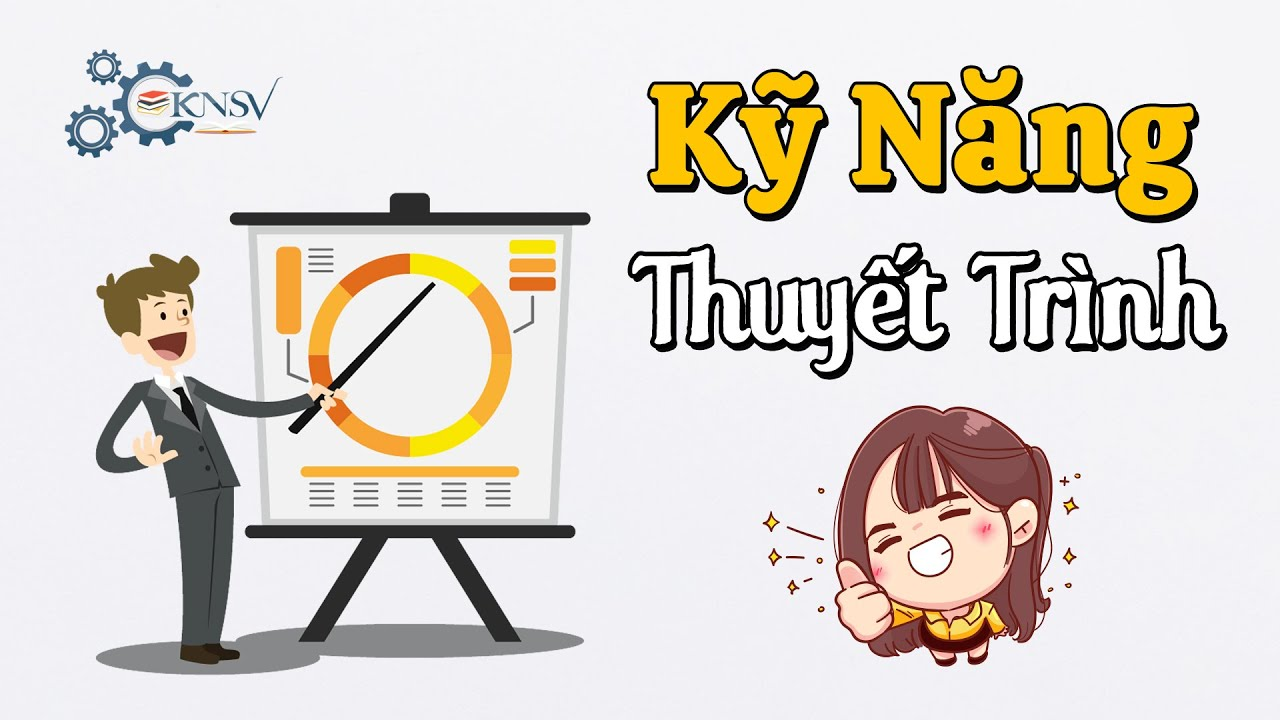 KNSV
Kỹ Năng
Thuyết Trình